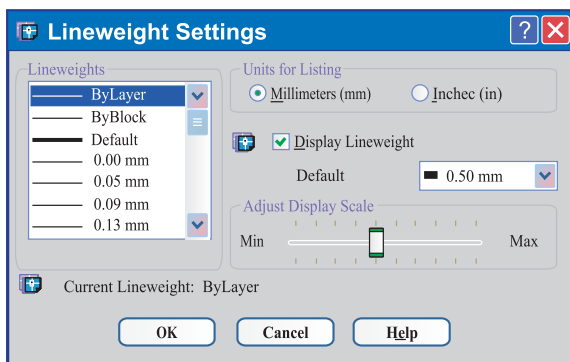 Lineweight Settings
?
Lineweights
ByLayer
ByBlock
Default
0.00 mm
0.05 mm
0.09 mm
0.13 mm
Units for Listing
Millimeters (mm)
Inchec (in)
Display Lineweight
Default
0.50 mm
Adjust Display Scale
Min
Max
Current Lineweight: ByLayer
OK
Cancel
Help